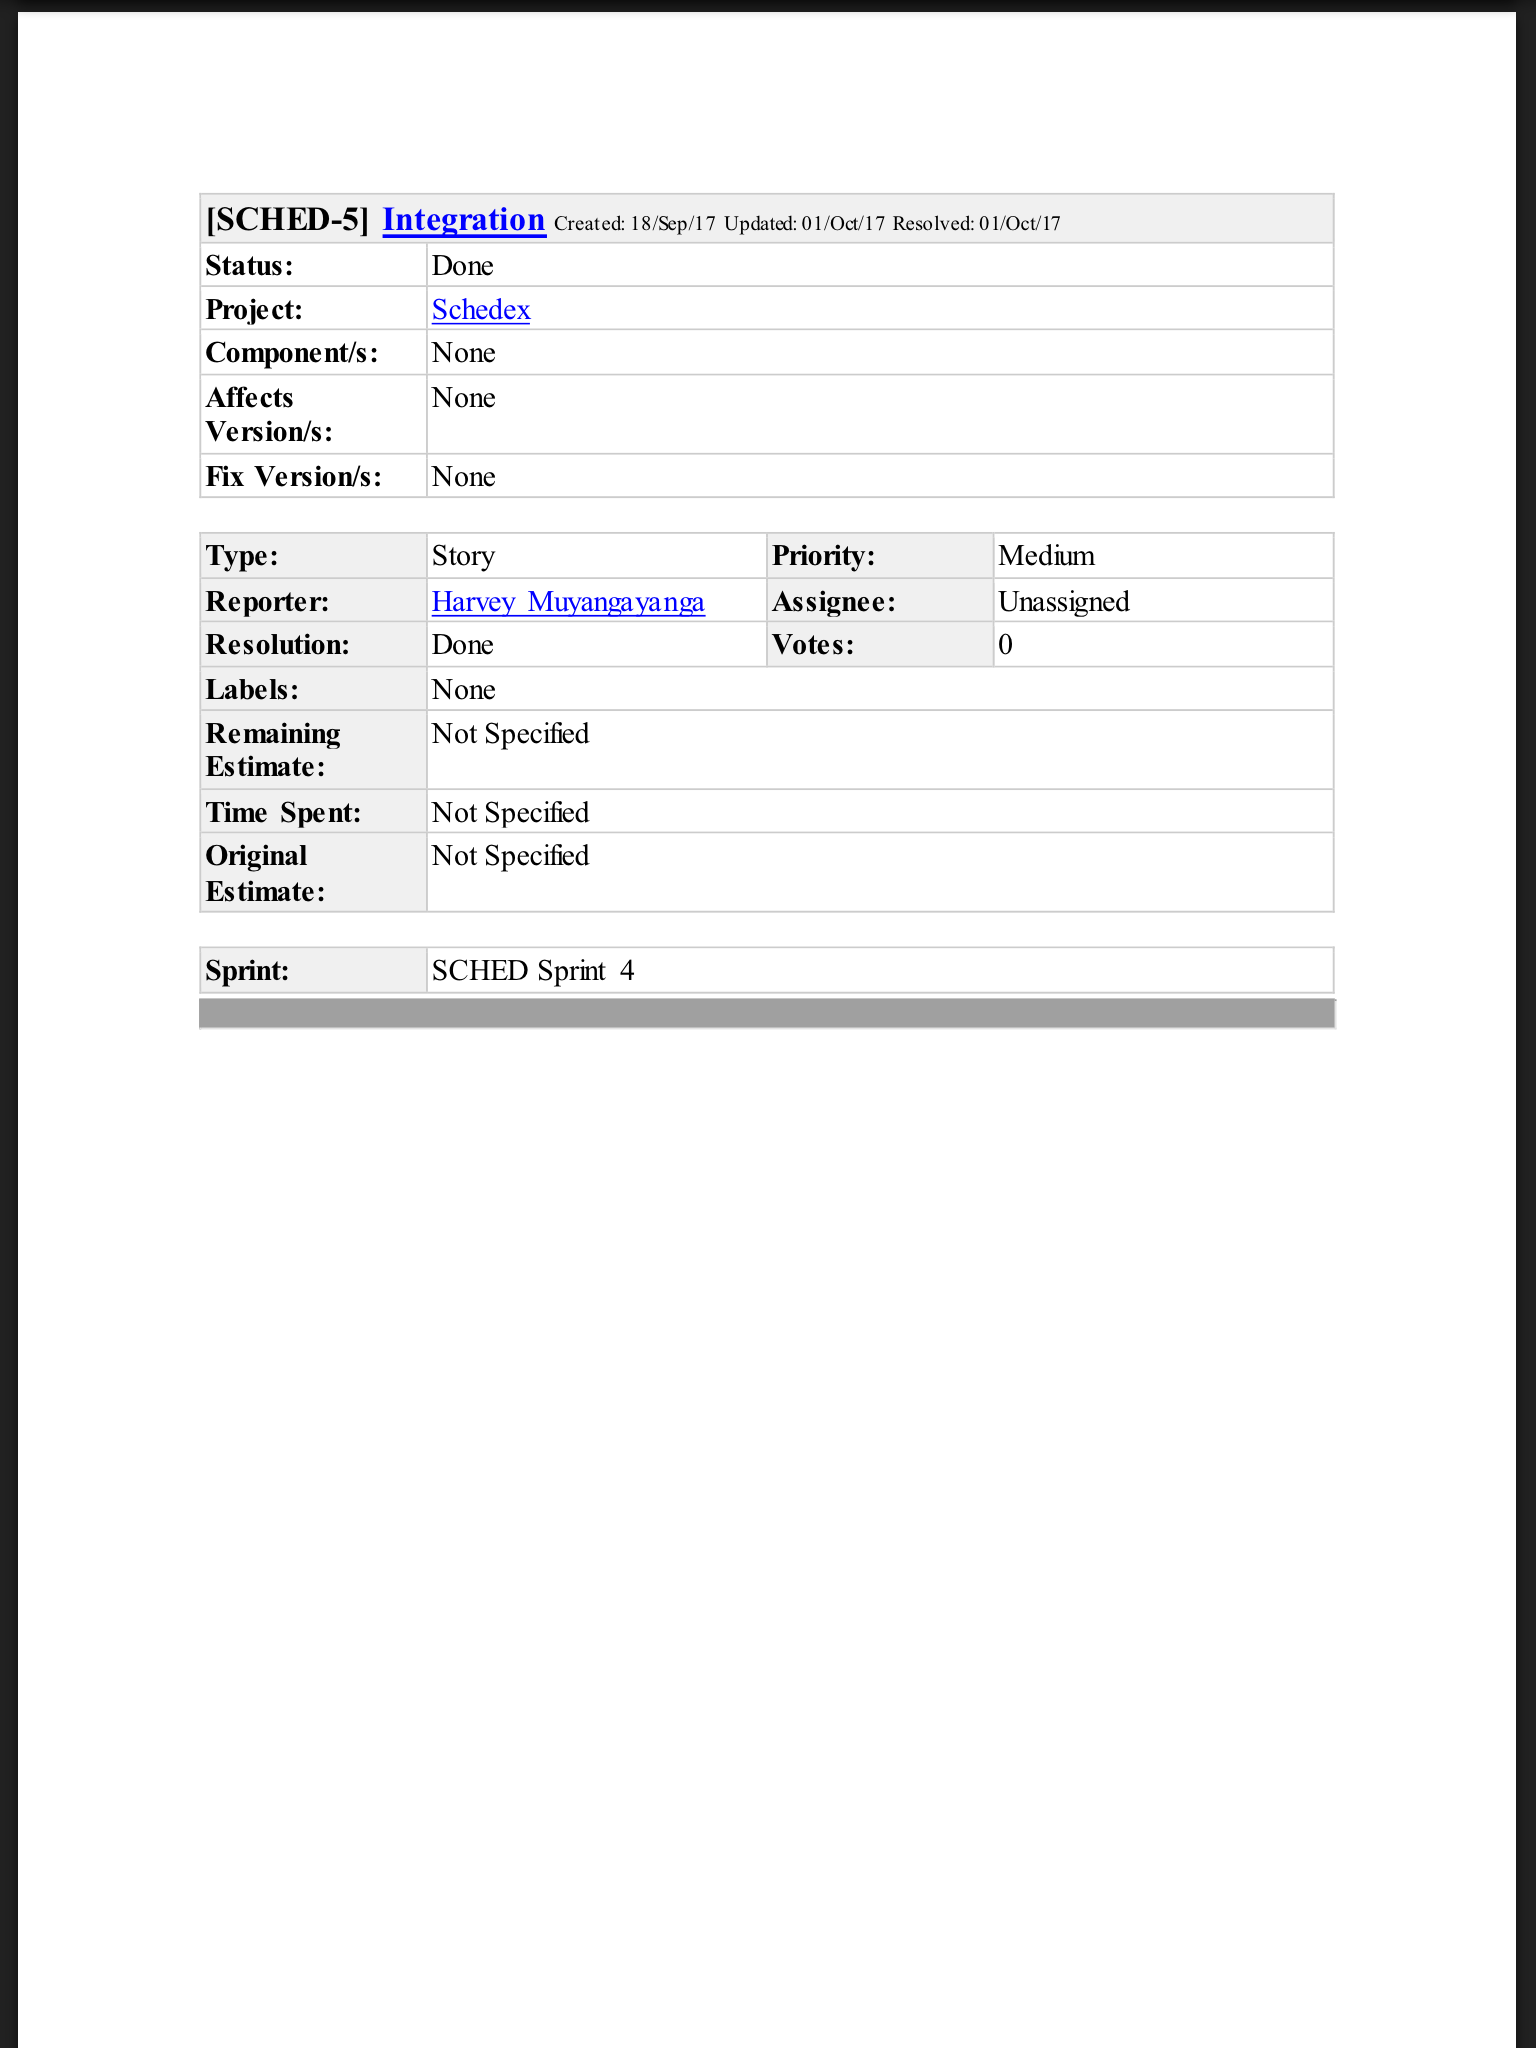 [SCHED-5] Integration Created: 18/Sep/17 Updated: 01/Oct/17 Resolved: 01/Oct/17
Status: Done
Project: Schedex
Component/s: None
Affects None
Version/s:
Fix Version/s: None
Type: Story Priority: Medium
Reporter: Harvey Muyangayanga Assignee: Unassigned
Resolution: Done Votes: 0
Labels: None
Remaining Not Specified
Estimate:
Time Spent: Not Specified
Original Not Specified
Estimate:
Sprint: SCHED Sprint 4